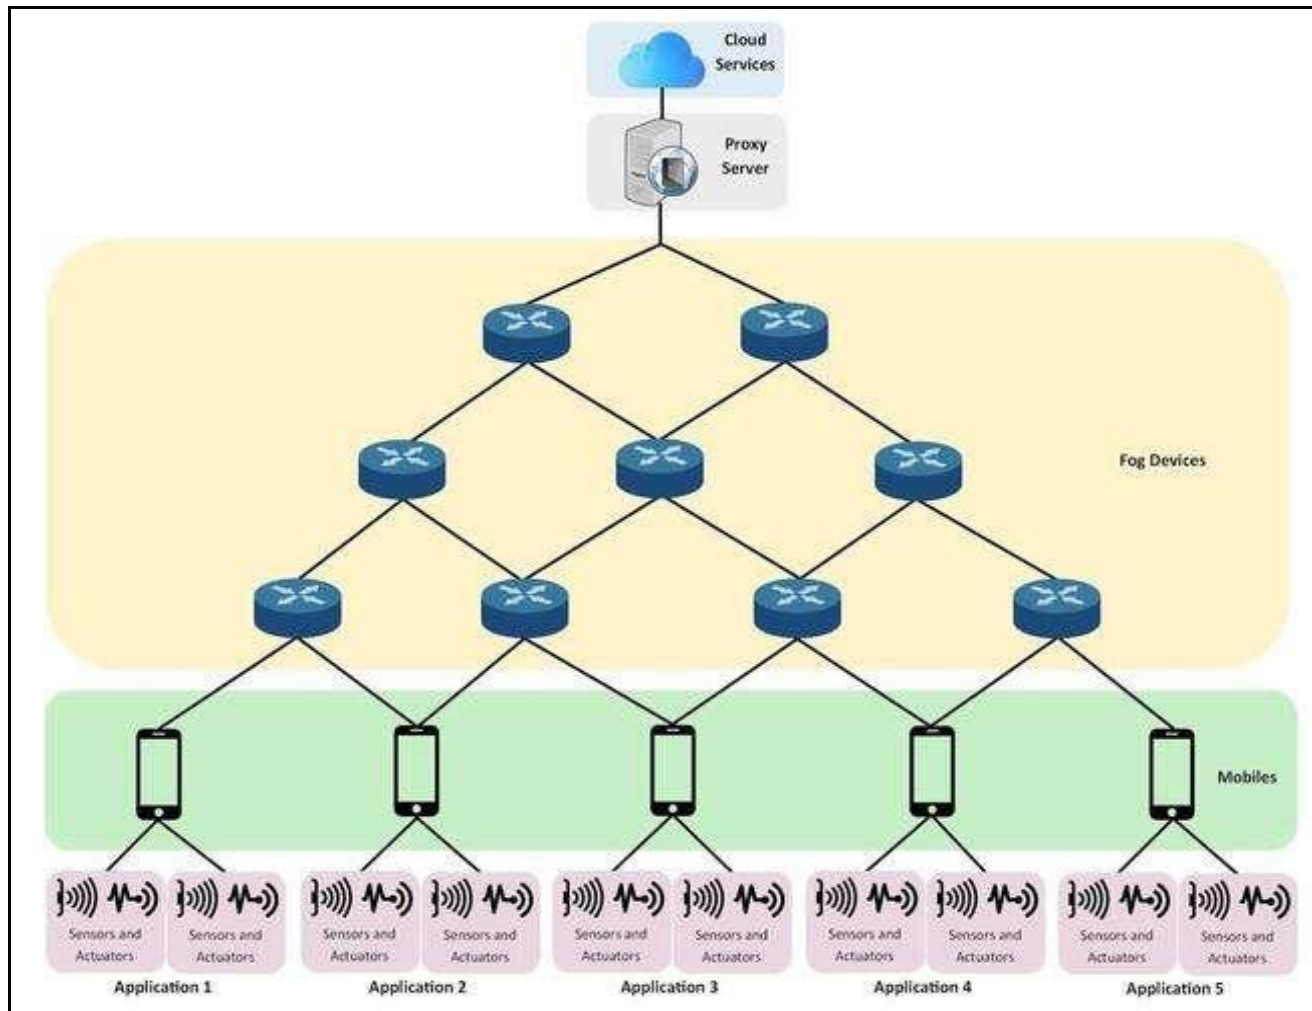 Cloud
Services
Proxy
Server
Fog Devices
Mobiles
Sensors and
Actuators
Sensors and
Actuators
Sensors and
Actuators
Sensors and
Actuators
Sensors and
Actuators
Sensors and
Actuators
Sensors and
Actuators
Sensors and
Actuators
Sensors and
Actuators
Sensors and
Actuators
Application 1
Application 2
Application 3
Application 4
Application 5